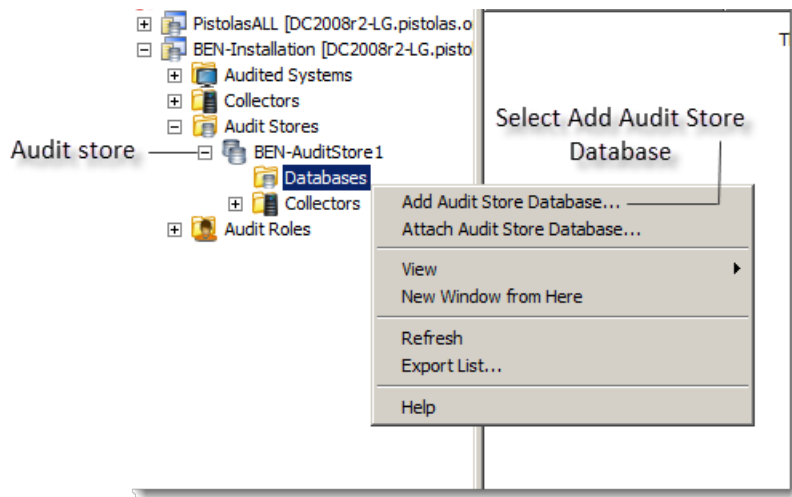 PistolasALL [DC2008r2-LG.pistolas.o
BEN-Installation [DC2008r2-LG.pisto
Audited Systems
Collectors
Audit Stores
Audit store
BEN-AuditStore1
Databases
Collectors
Audit Roles
Select Add Audit Store
Database
Add Audit Store Database...
Attach Audit Store Database...
View
New Window from Here
Refresh
Export List...
Help